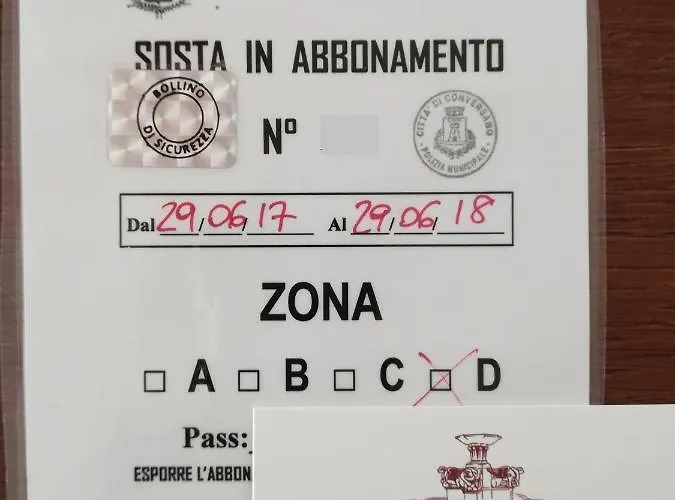 SOSTA IN ABBONAMENTO
BOLLINO DI SICUREZZA
N°
CITTA' DI CONVERSANO
POLIZIA MUNICIPALE
Dal 29/06/17 Al 29/06/18
ZONA
A B C D
Pass:
ESPORRE L'ABBON